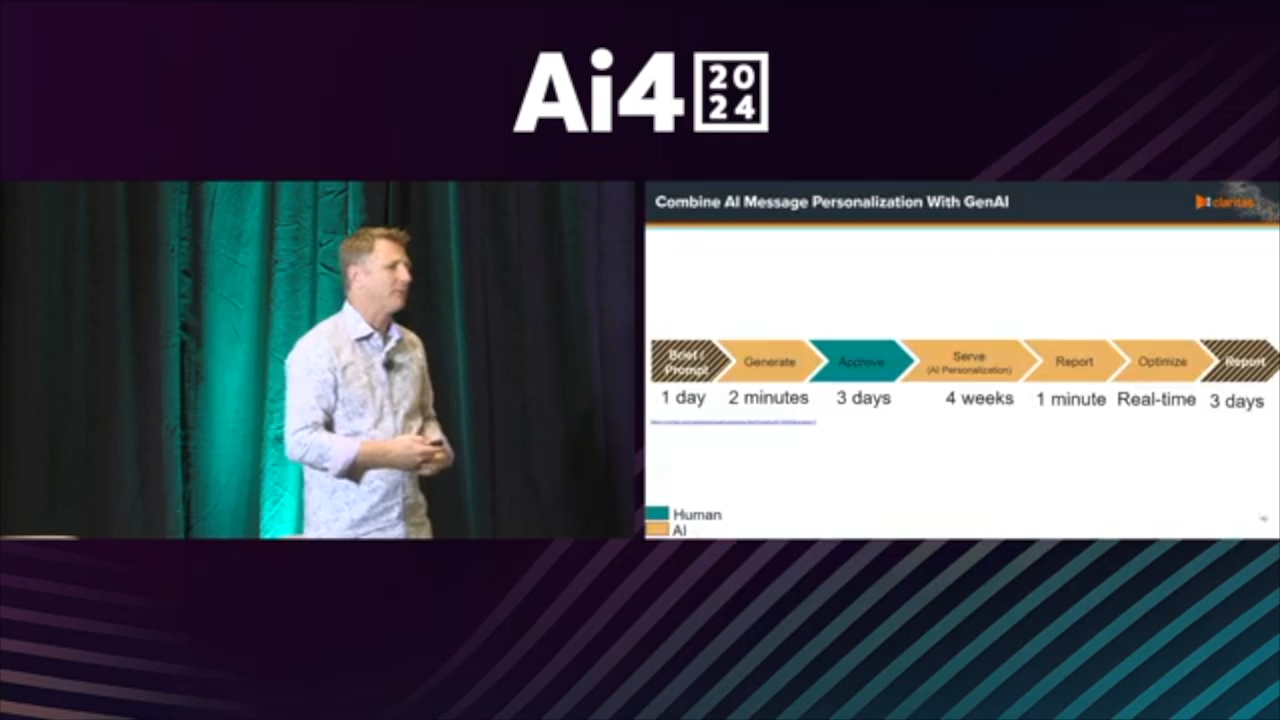 Ai4 20
24
Combine AI Message Personalization With GenAI
claritas
Brief /
Prompt
Generate
Approve
Serve
(AI Personalization)
Report
Optimize
Report
1 day
2 minutes
3 days
4 weeks
1 minute
Real-time
3 days
Human
AI